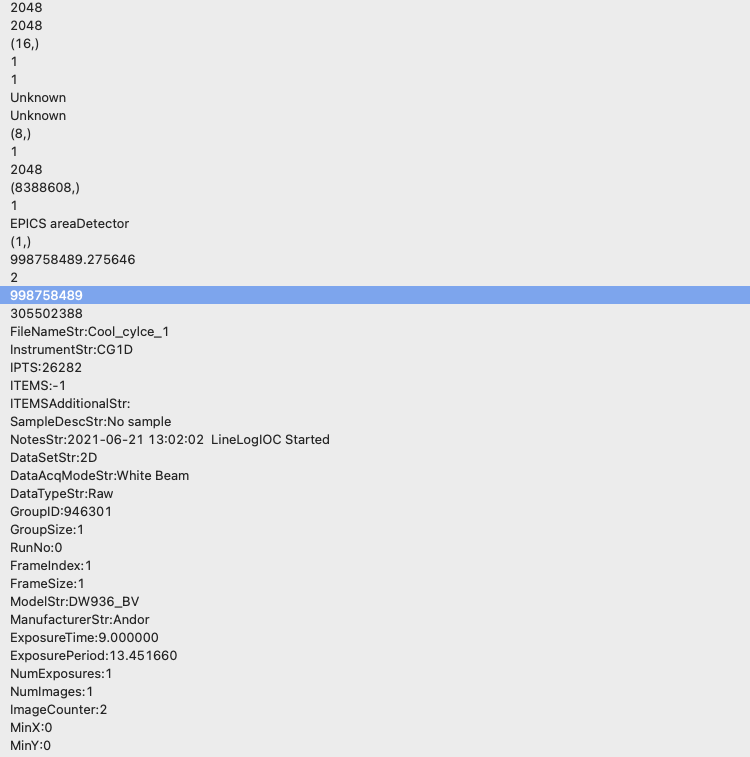 2048
2048
(16,)
1
1
Unknown
Unknown
(8,)
1
2048
(8388608,)
1
EPICS areaDetector
(1,)
998758489.275646
2
998758489
305502388
FileNameStr:Cool_cylce_1
InstrumentStr:CG1D
IPTS:26282
ITEMS:-1
ITEMSAdditionalStr:
SampleDescStr:No sample
NotesStr:2021-06-21 13:02:02  LineLogIOC Started
DataSetStr:2D
DataAcqModeStr:White Beam
DataTypeStr:Raw
GroupID:946301
GroupSize:1
RunNo:0
FrameIndex:1
FrameSize:1
ModelStr:DW936_BV
ManufacturerStr:Andor
ExposureTime:9.000000
ExposurePeriod:13.451660
NumExposures:1
NumImages:1
ImageCounter:2
MinX:0
MinY:0